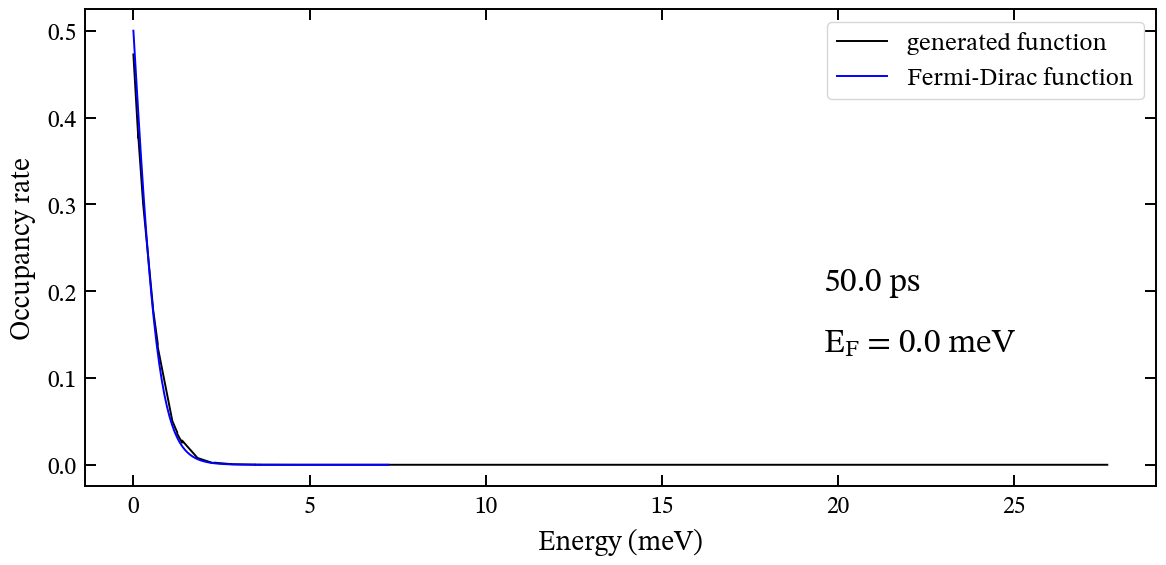 generated function
Fermi-Dirac function
0.5
0.4
0.3
0.2
0.1
0.0
Occupancy rate
50.0 ps
E_F = 0.0 meV
0 5 10 15 20 25
Energy (meV)